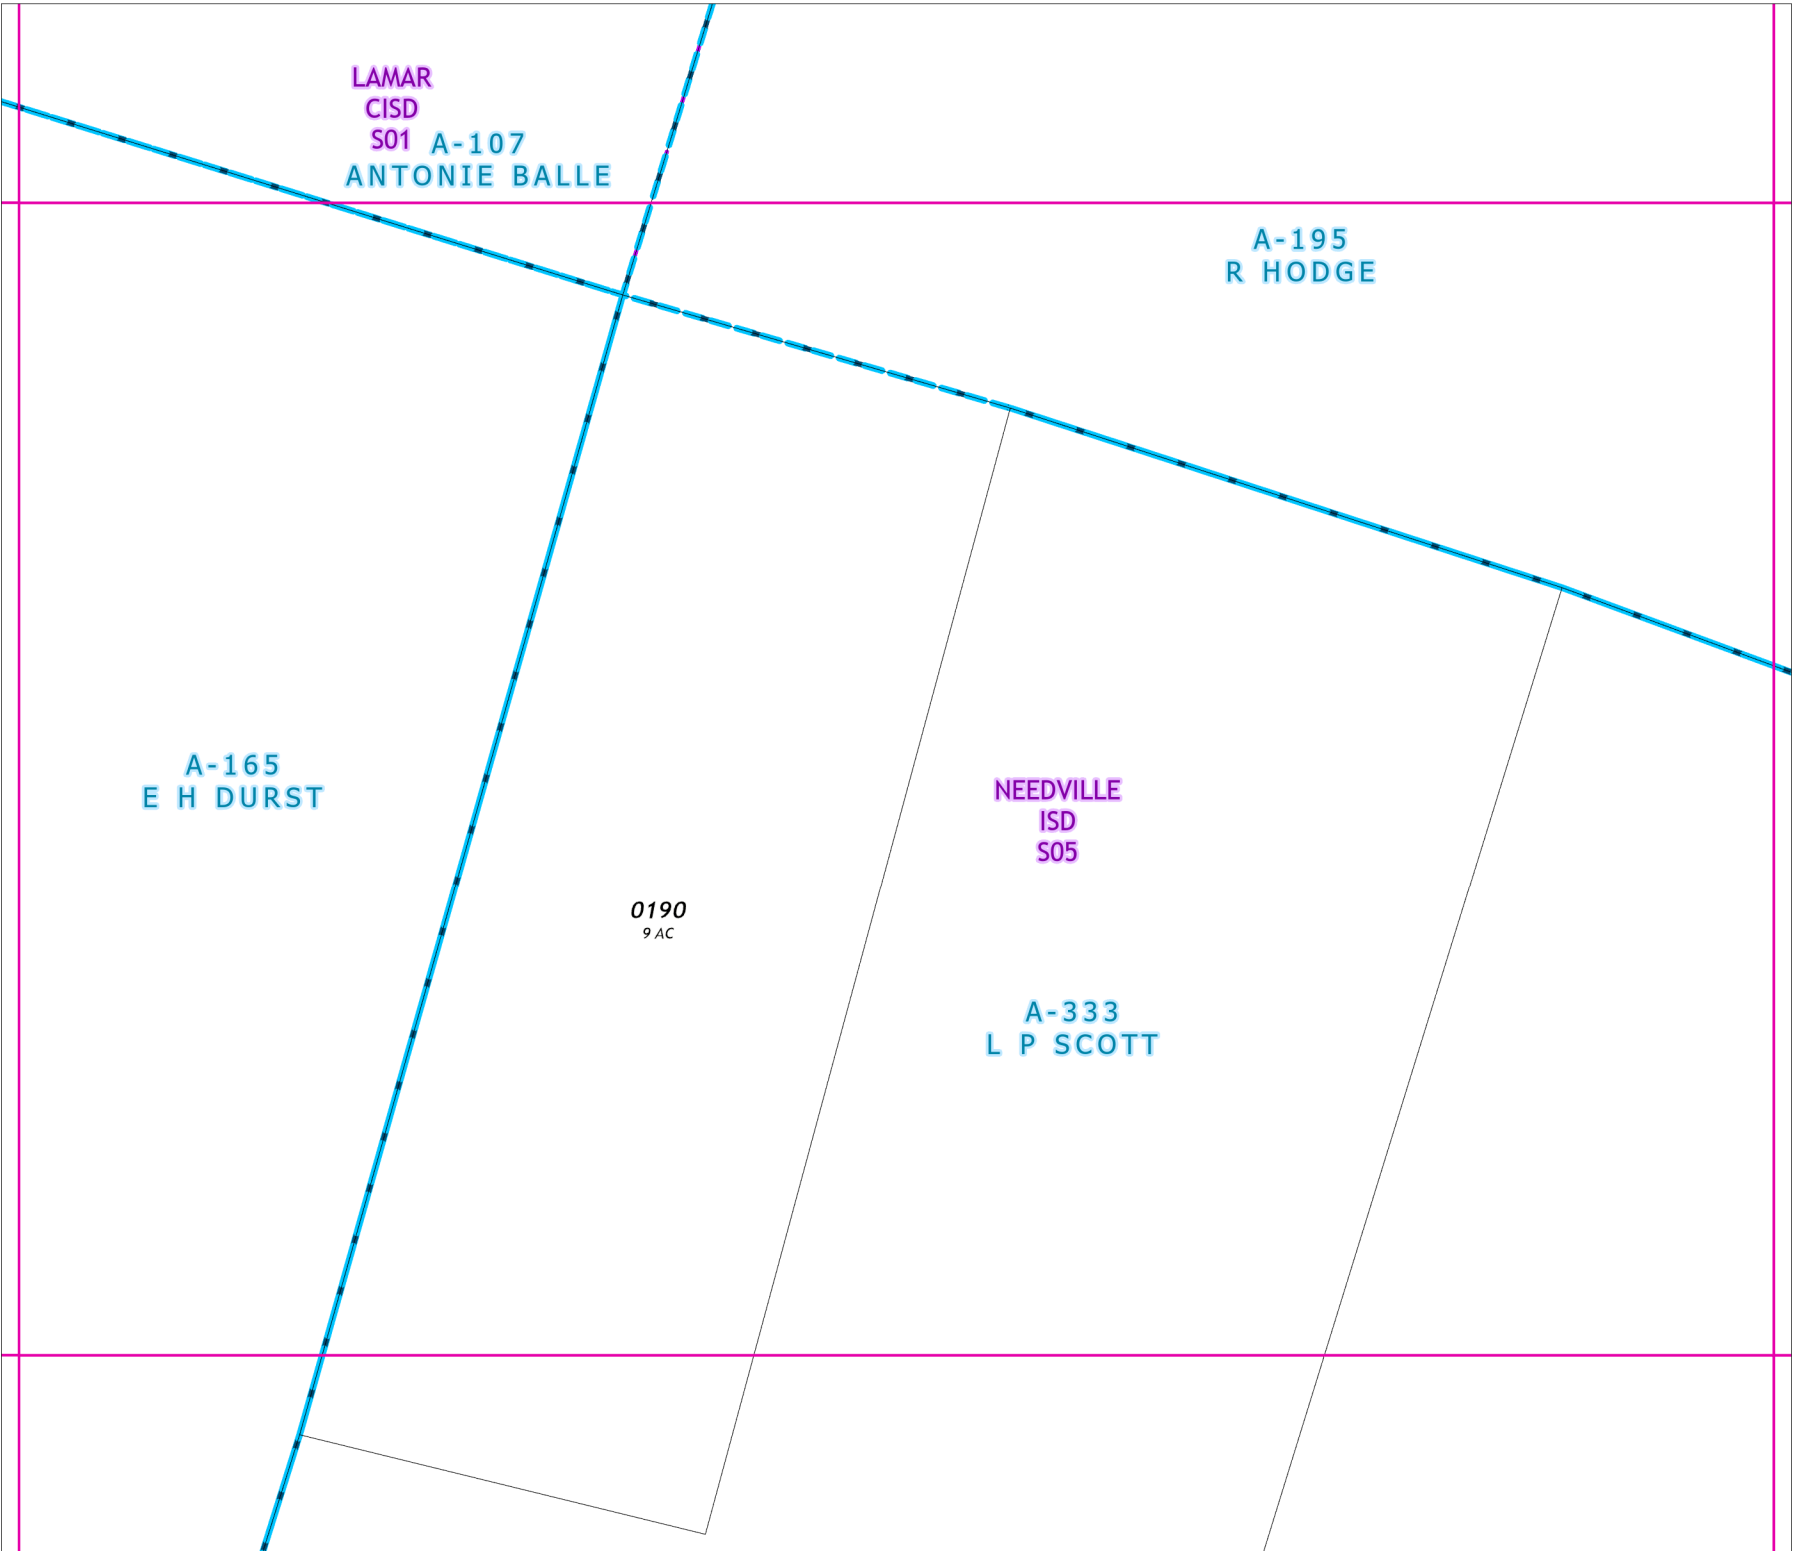 LAMAR
CISD
S01
A-107
ANTONIE BALLE
A-195
R HODGE
A-165
E H DURST
NEEDVILLE
ISD
S05
0190
9 AC
A-333
L P SCOTT